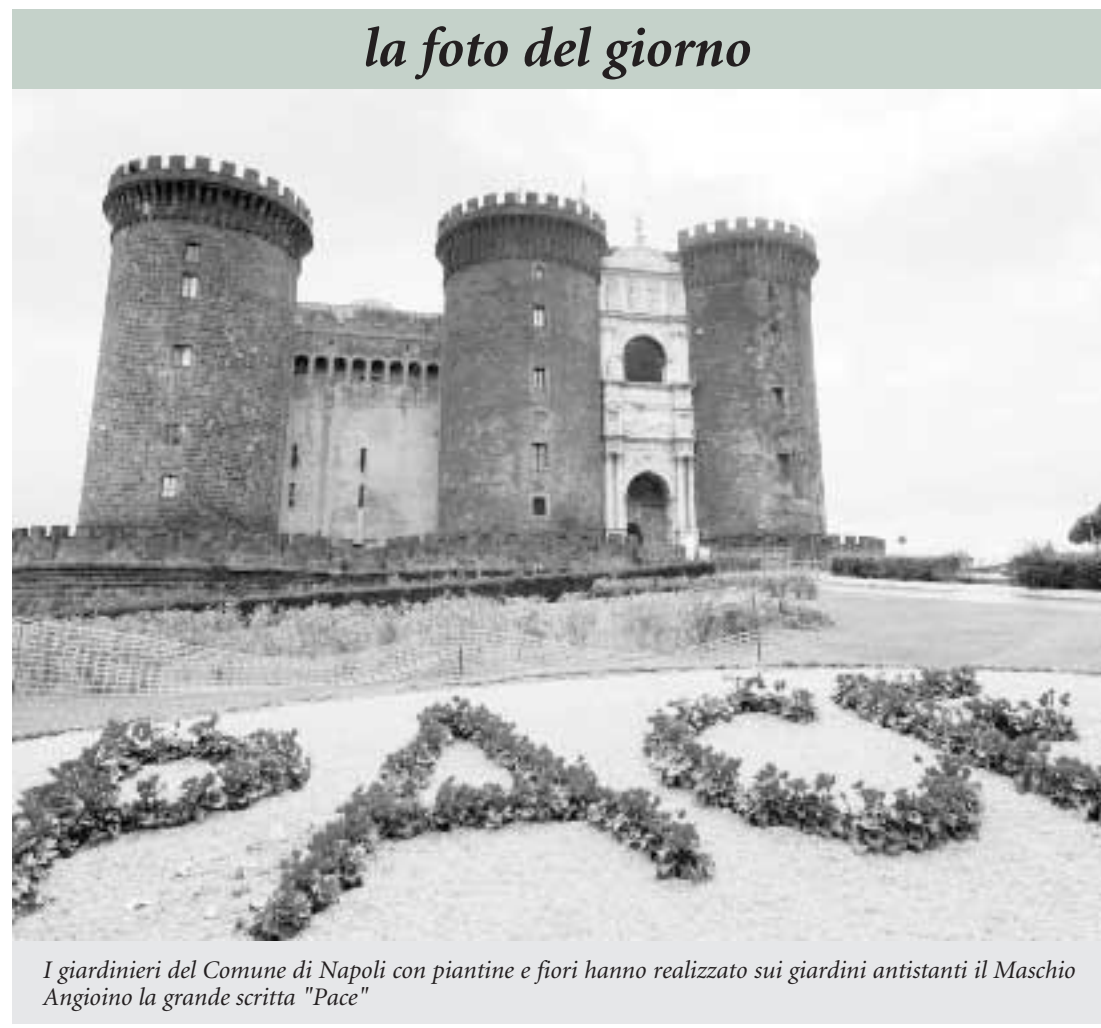 la foto del giorno
PACE
I giardinieri del Comune di Napoli con piantine e fiori hanno realizzato sui giardini antistanti il Maschio
Angioino la grande scritta "Pace"